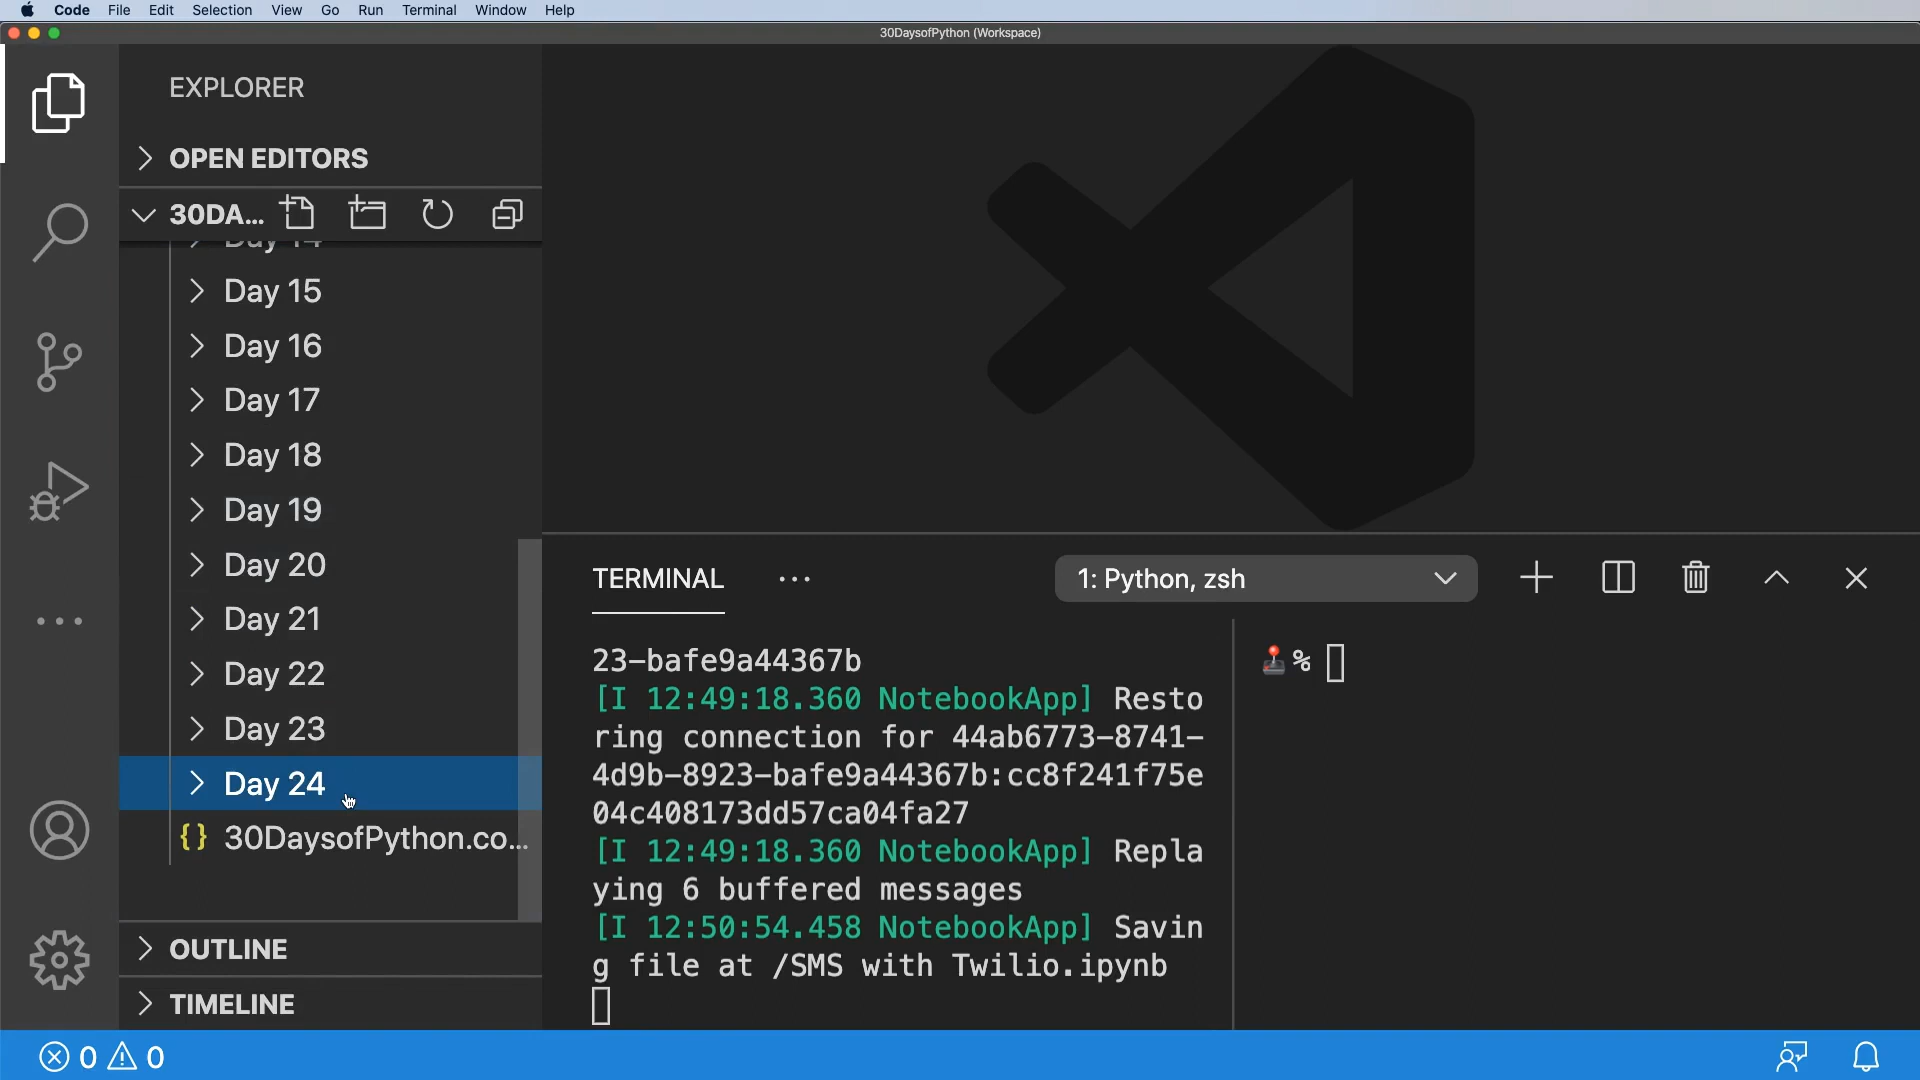 Code File Edit Selection View Go Run Terminal Window Help
30DaysofPython (Workspace)
EXPLORER
OPEN EDITORS
30DA...
Day 14
Day 15
Day 16
Day 17
Day 18
Day 19
Day 20
Day 21
Day 22
Day 23
Day 24
{} 30DaysofPython.co...
OUTLINE
TIMELINE
TERMINAL ... 1: Python, zsh
23-bafe9a44367b
[I 12:49:18.360 NotebookApp] Resto
ring connection for 44ab6773-8741-
4d9b-8923-bafe9a44367b:cc8f241f75e
04c408173dd57ca04fa27
[I 12:49:18.360 NotebookApp] Repla
ying 6 buffered messages
[I 12:50:54.458 NotebookApp] Savin
g file at /SMS with Twilio.ipynb
🕹️%
0 0